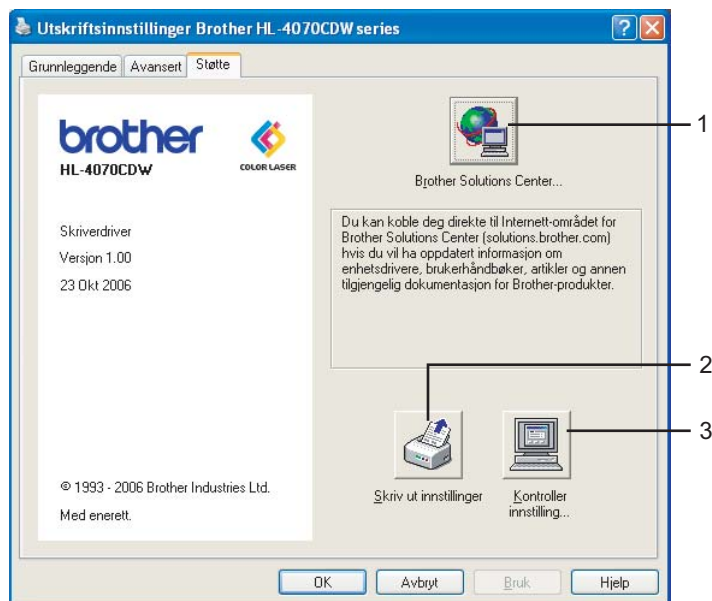 Utskriftsinnstillinger Brother HL-4070CDW series
Grunnleggende Avansert Støtte
brother
HL-4070CDW
COLOR LASER
Skriverdriver
Versjon 1.00
23 Okt 2006
© 1993 - 2006 Brother Industries Ltd.
Med enerett.
1
Brother Solutions Center...
Du kan koble deg direkte til Internett-området for
Brother Solutions Center (solutions.brother.com)
hvis du vil ha oppdatert informasjon om
enhetsdrivere, brukerhåndbøker, artikler og annen
tilgjengelig dokumentasjon for Brother-produkter.
2
3
Skriv ut innstillinger
Kontroller
innstilling...
OK Avbryt Bruk Hjelp